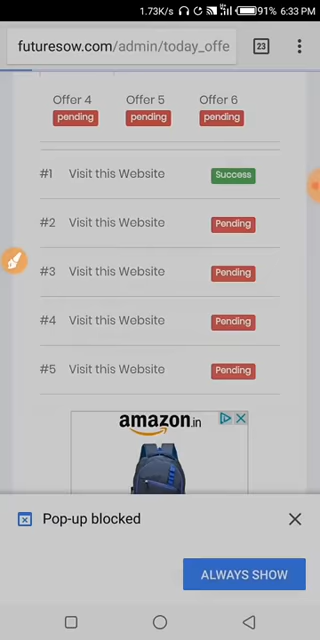 1.73K/s 91% 6:33 PM
futuresow.com/admin/today_offe 23
Offer 4 Offer 5 Offer 6
pending pending pending
#1 Visit this Website Success
#2 Visit this Website Pending
#3 Visit this Website Pending
#4 Visit this Website Pending
#5 Visit this Website Pending
amazon.in
Pop-up blocked
ALWAYS SHOW